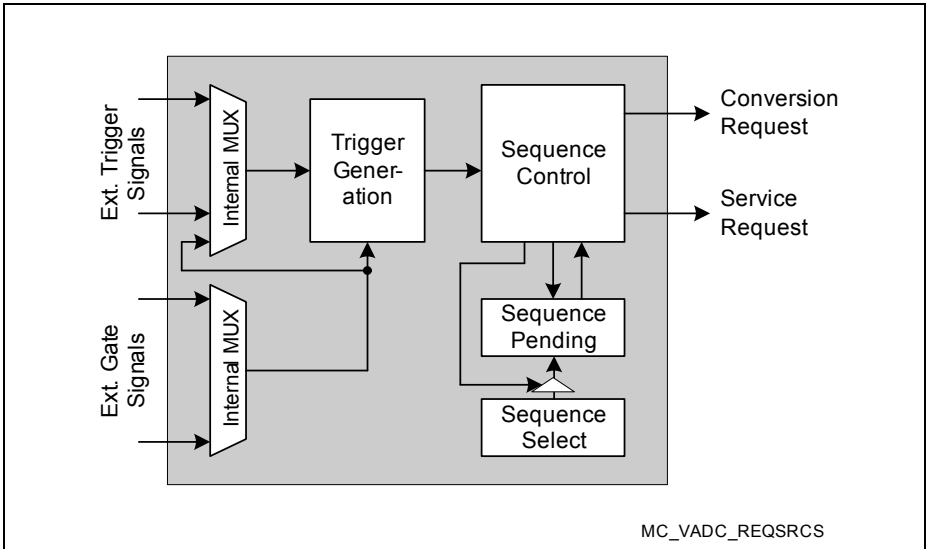 Ext. Trigger
Signals
Internal MUX
Trigger
Gener-
ation
Sequence
Control
Conversion
Request
Service
Request
Ext. Gate
Signals
Internal MUX
Sequence
Pending
Sequence
Select
MC_VADC_REQSRCS